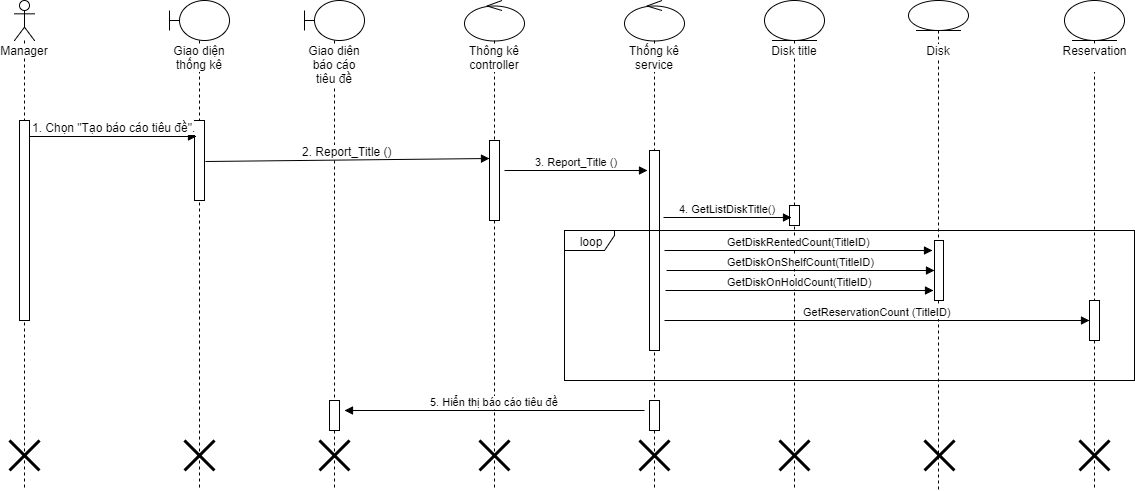 Manager
Giao diện
thống kê
Giao diện
báo cáo
tiêu đề
Thông kê
controller
Thống kê
service
Disk title
Disk
Reservation
1. Chọn "Tạo báo cáo tiêu đề".
2. Report_Title ()
3. Report_Title ()
4. GetListDiskTitle()
loop
GetDiskRentedCount(TitleID)
GetDiskOnShelfCount(TitleID)
GetDiskOnHoldCount(TitleID)
GetReservationCount (TitleID)
5. Hiển thị báo cáo tiêu đề